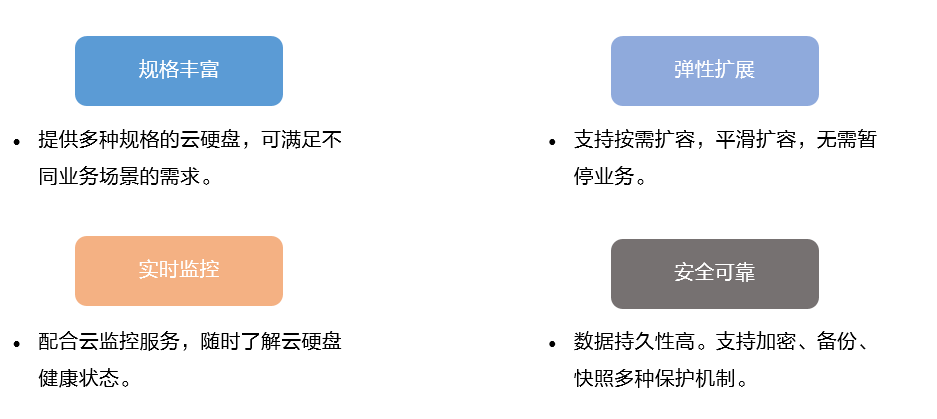 规格丰富
• 提供多种规格的云硬盘，可满足不
同业务场景的需求。
弹性扩展
• 支持按需扩容，平滑扩容，无需暂
停业务。
实时监控
• 配合云监控服务，随时了解云硬盘
健康状态。
安全可靠
• 数据持久性高。支持加密、备份、
快照多种保护机制。